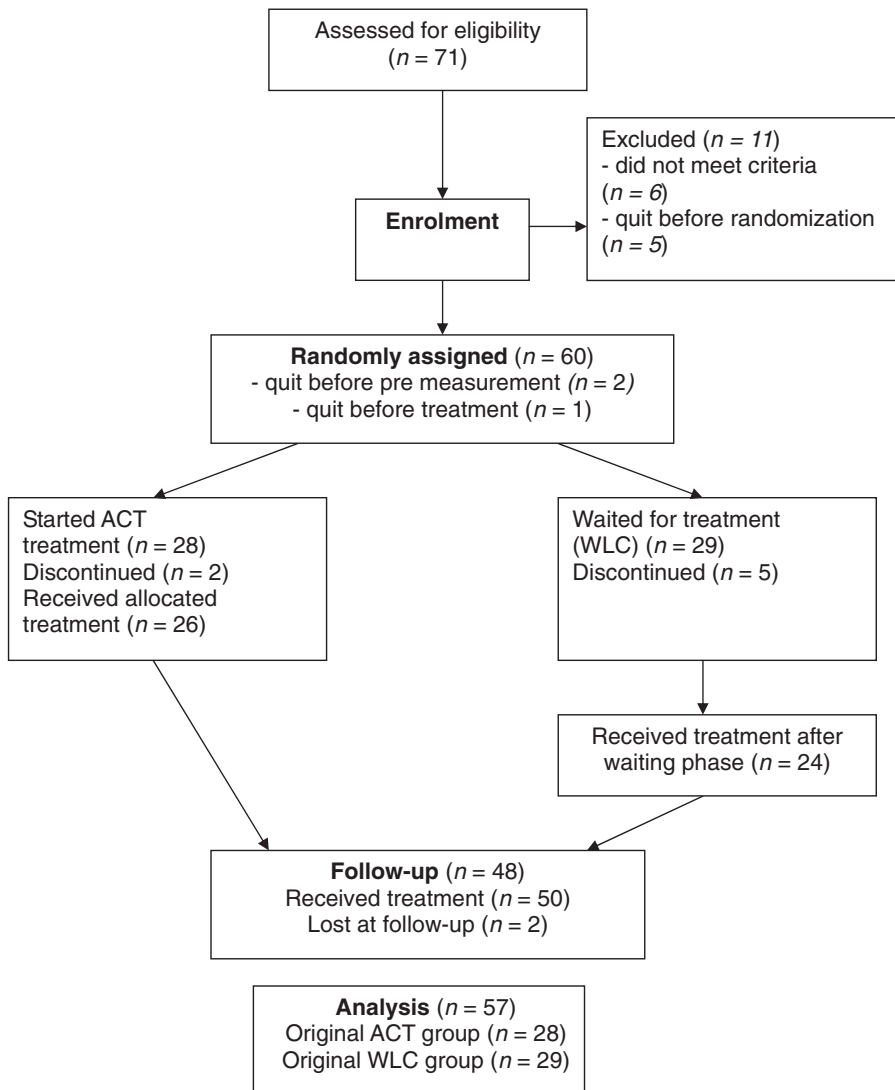 Assessed for eligibility
(n = 71)
Excluded (n = 11)
- did not meet criteria
(n = 6)
- quit before randomization
(n = 5)
Enrolment
Randomly assigned (n = 60)
- quit before pre measurement (n = 2)
- quit before treatment (n = 1)
Started ACT
treatment (n = 28)
Discontinued (n = 2)
Received allocated
treatment (n = 26)
Waited for treatment
(WLC) (n = 29)
Discontinued (n = 5)
Received treatment after
waiting phase (n = 24)
Follow-up (n = 48)
Received treatment (n = 50)
Lost at follow-up (n = 2)
Analysis (n = 57)
Original ACT group (n = 28)
Original WLC group (n = 29)